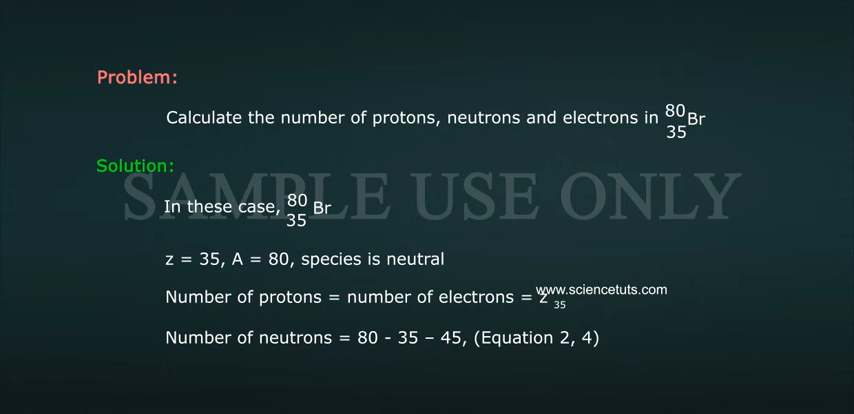 Problem:
Calculate the number of protons, neutrons and electrons in 80 35 Br
Solution:
SAMPLE USE ONLY
In these case, 80 35 Br
z = 35, A = 80, species is neutral
www.sciencetuts.com
Number of protons = number of electrons = z 35
Number of neutrons = 80 - 35 – 45, (Equation 2, 4)